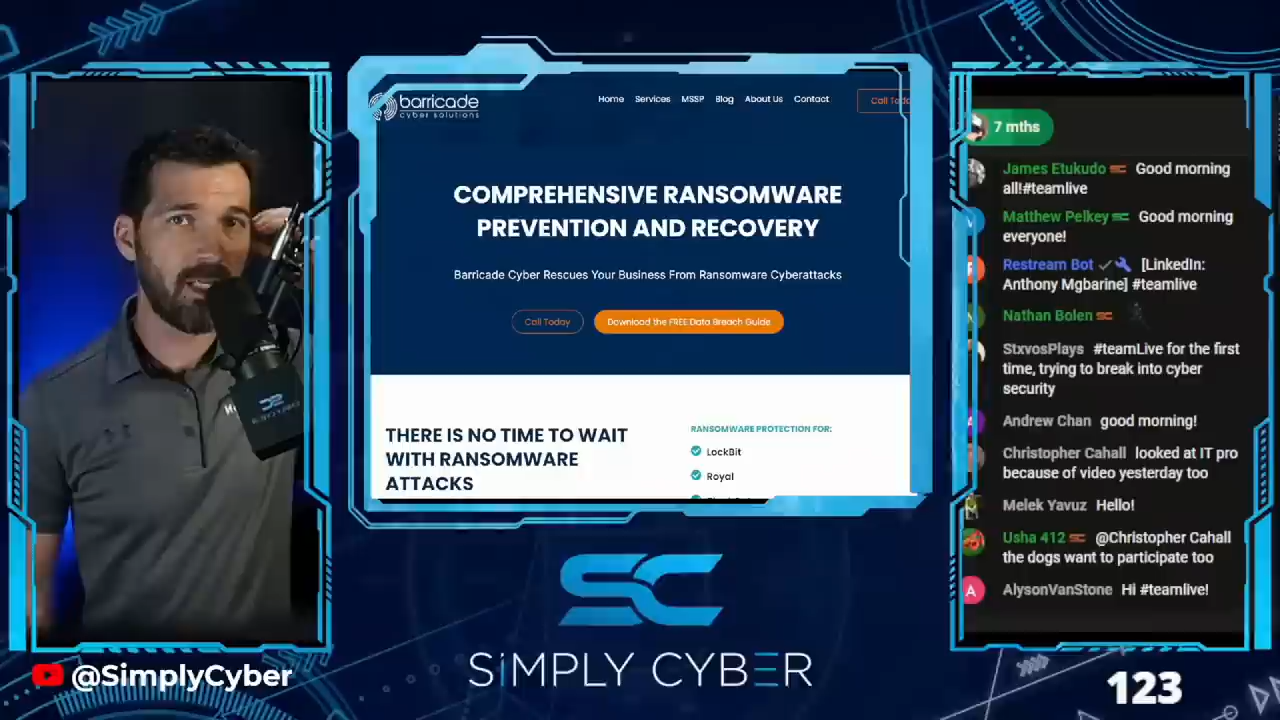 barricade
cyber solutions
Home Services MSSP Blog About Us Contact
COMPREHENSIVE RANSOMWARE
PREVENTION AND RECOVERY
Barricade Cyber Rescues Your Business From Ransomware Cyberattacks
Call Today Download the FREE Data Breach Guide
THERE IS NO TIME TO WAIT
WITH RANSOMWARE
ATTACKS
RANSOMWARE PROTECTION FOR:
LockBit
Royal
SC
SIMPLY CYBER
@SimplyCyber
7 mths
James Etukudo Good morning
all!#teamlive
Matthew Pelkey Good morning
everyone!
Restream Bot [LinkedIn:
Anthony Mgbarine] #teamlive
Nathan Bolen
StxvosPlays #teamLive for the first
time, trying to break into cyber
security
Andrew Chan good morning!
Christopher Cahall looked at IT pro
because of video yesterday too
Melek Yavuz Hello!
Usha 412 @Christopher Cahall
the dogs want to participate too
A AlysonVanStone Hi #teamlive!
123